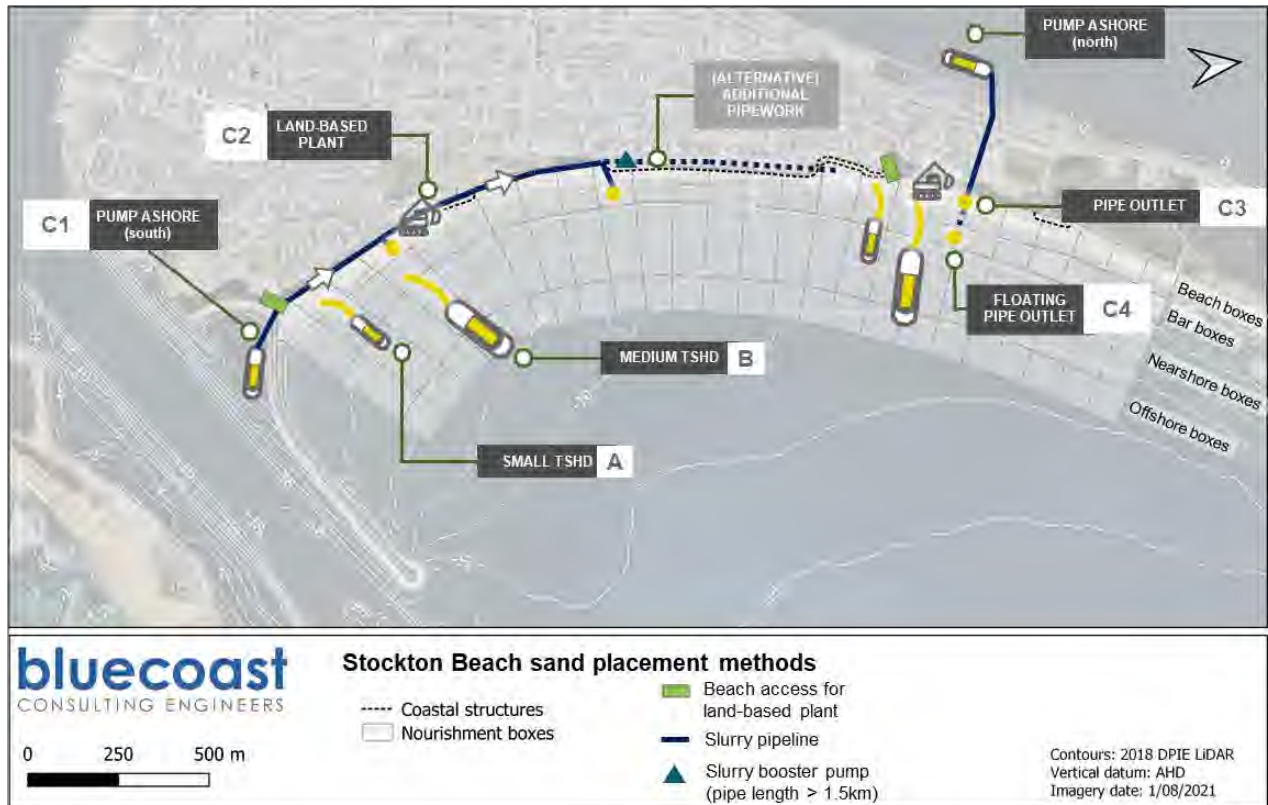 PUMP ASHORE
(north)
(ALTERNATIVE)
ADDITIONAL
PIPEWORK
C2
LAND-BASED
PLANT
C1
PUMP ASHORE
(south)
PIPE OUTLET
C3
FLOATING
PIPE OUTLET
C4
MEDIUM TSHD
B
SMALL TSHD
A
Beach boxes
Bar boxes
Nearshore boxes
Offshore boxes
bluecoast
CONSULTING ENGINEERS
0 250 500 m
Stockton Beach sand placement methods
Coastal structures
Nourishment boxes
Beach access for
land-based plant
Slurry pipeline
Slurry booster pump
(pipe length > 1.5km)
Contours: 2018 DPIE LiDAR
Vertical datum: AHD
Imagery date: 1/08/2021